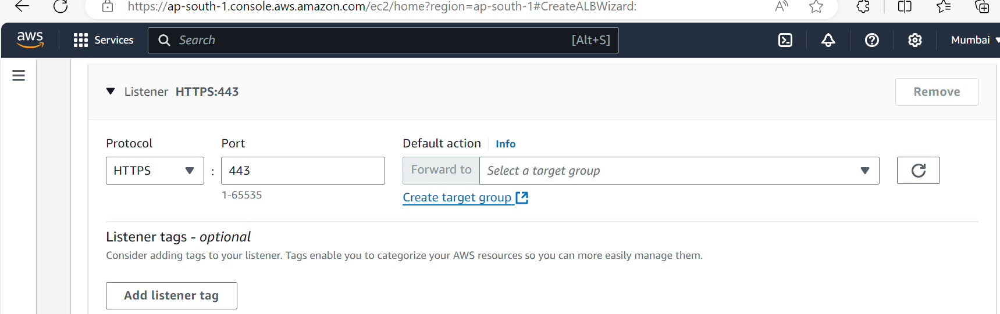 https://ap-south-1.console.aws.amazon.com/ec2/home?region=ap-south-1#CreateALBWizard:
aws Services Search [Alt+S] Mumbai
Listener HTTPS:443 Remove
Protocol Port Default action Info
HTTPS : 443 Forward to Select a target group
1-65535 Create target group
Listener tags - optional
Consider adding tags to your listener. Tags enable you to categorize your AWS resources so you can more easily manage them.
Add listener tag